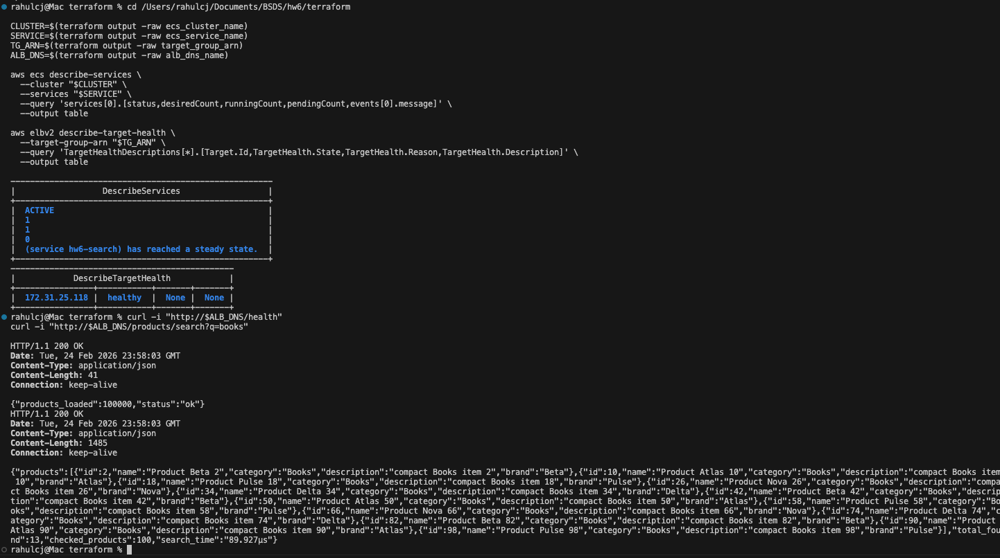 rahulcj@Mac terraform % cd /Users/rahulcj/Documents/BSDS/hw6/terraform
CLUSTER=$(terraform output -raw ecs_cluster_name)
SERVICE=$(terraform output -raw ecs_service_name)
TG_ARN=$(terraform output -raw target_group_arn)
ALB_DNS=$(terraform output -raw alb_dns_name)
aws ecs describe-services \
--cluster "$CLUSTER" \
--services "$SERVICE" \
--query 'services[0].[status,desiredCount,runningCount,pendingCount,events[0].message]' \
--output table
aws elbv2 describe-target-health \
--target-group-arn "$TG_ARN" \
--query 'TargetHealthDescriptions[*].[Target.Id,TargetHealth.State,TargetHealth.Reason,TargetHealth.Description]' \
--output table
| DescribeServices |
| ACTIVE |
| 1 |
| 1 |
| 0 |
| (service hw6-search) has reached a steady state. |
| DescribeTargetHealth |
| 172.31.25.118 | healthy | None | None |
rahulcj@Mac terraform % curl -i "http://$ALB_DNS/health"
curl -i "http://$ALB_DNS/products/search?q=books"
HTTP/1.1 200 OK
Date: Tue, 24 Feb 2026 23:58:03 GMT
Content-Type: application/json
Content-Length: 41
Connection: keep-alive
{"products_loaded":100000,"status":"ok"}
HTTP/1.1 200 OK
Date: Tue, 24 Feb 2026 23:58:03 GMT
Content-Type: application/json
Content-Length: 1485
Connection: keep-alive
{"products":[{"id":2,"name":"Product Beta 2","category":"Books","description":"compact Books item 2","brand":"Beta"},{"id":10,"name":"Product Atlas 10","category":"Books","description":"compact Books item
10","brand":"Atlas"},{"id":18,"name":"Product Pulse 18","category":"Books","description":"compact Books item 18","brand":"Pulse"},{"id":26,"name":"Product Nova 26","category":"Books","description":"compa
ct Books item 26","brand":"Nova"},{"id":34,"name":"Product Delta 34","category":"Books","description":"compact Books item 34","brand":"Delta"},{"id":42,"name":"Product Beta 42","category":"Books","descrip
tion":"compact Books item 42","brand":"Beta"},{"id":50,"name":"Product Atlas 50","category":"Books","description":"compact Books item 50","brand":"Atlas"},{"id":58,"name":"Product Pulse 58","category":"Bo
oks","description":"compact Books item 58","brand":"Pulse"},{"id":66,"name":"Product Nova 66","category":"Books","description":"compact Books item 66","brand":"Nova"},{"id":74,"name":"Product Delta 74","c
ategory":"Books","description":"compact Books item 74","brand":"Delta"},{"id":82,"name":"Product Beta 82","category":"Books","description":"compact Books item 82","brand":"Beta"},{"id":90,"name":"Product
Atlas 90","category":"Books","description":"compact Books item 90","brand":"Atlas"},{"id":98,"name":"Product Pulse 98","category":"Books","description":"compact Books item 98","brand":"Pulse"}],"total_fou
nd":13,"checked_products":100,"search_time":"89.927µs"}
rahulcj@Mac terraform %